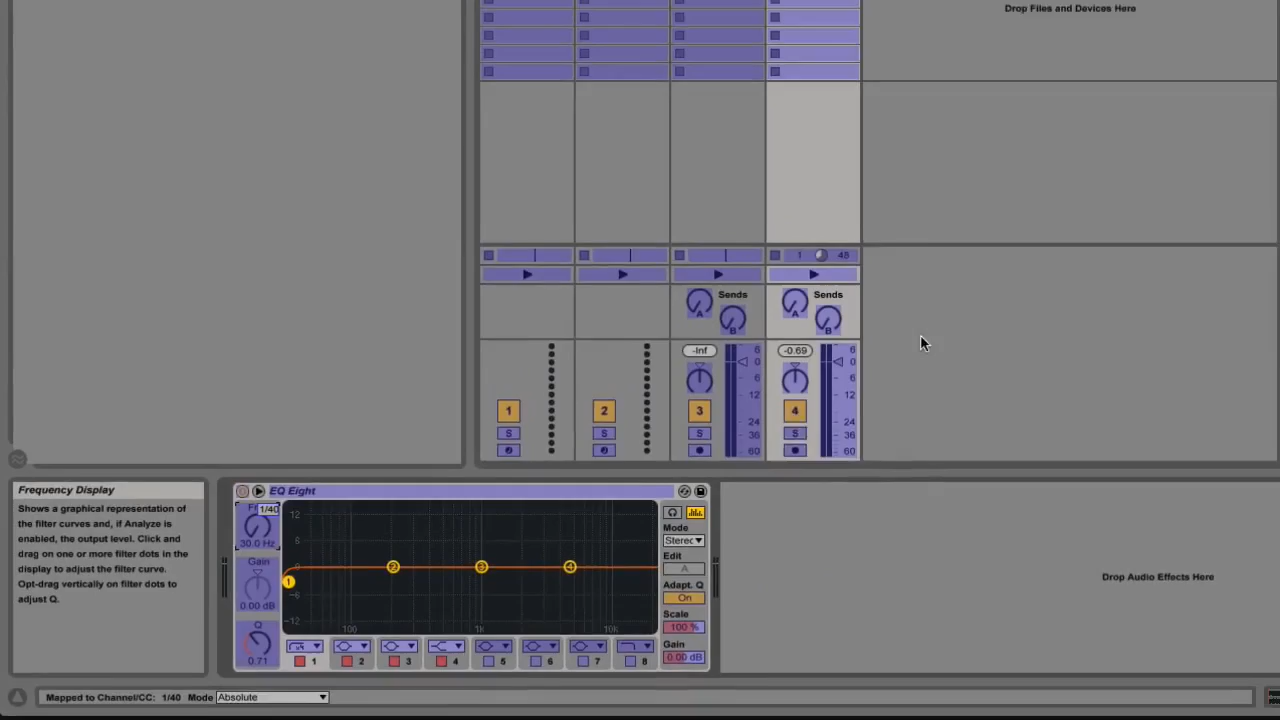 Drop Files and Devices Here
1 48
Sends
A
B
Sends
A
B
-Inf
6
0
6
12
24
36
60
-0.69
6
0
6
12
24
36
60
1
2
3
4
S
S
S
S
Frequency Display
Shows a graphical representation of
the filter curves and, if Analyze is
enabled, the output level. Click and
drag on one or more filter dots in the
display to adjust the filter curve.
Opt-drag vertically on filter dots to
adjust Q.
EQ Eight
1/40
30.0 Hz
Gain
0.00 dB
Q
0.71
12
6
0
-6
-12
100
1k
10k
1
2
3
4
1 2 3 4 5 6 7 8
Mode
Stereo
Edit
A
Adapt. Q
On
Scale
100 %
Gain
0.00 dB
Drop Audio Effects Here
Mapped to Channel/CC: 1/40 Mode Absolute